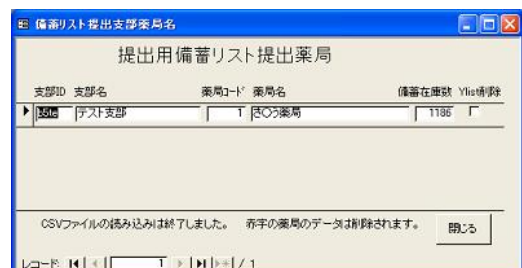 備蓄リスト提出支部薬局名
提出用備蓄リスト提出薬局
支部ID 支部名 薬局コード 薬局名 備蓄在庫数 Ylist削除
テスト支部 1 さ〇う薬局 1186
CSVファイルの読み込みは終了しました。 赤字の薬局のデータは削除されます。 閉じる
レコード: 1 / 1